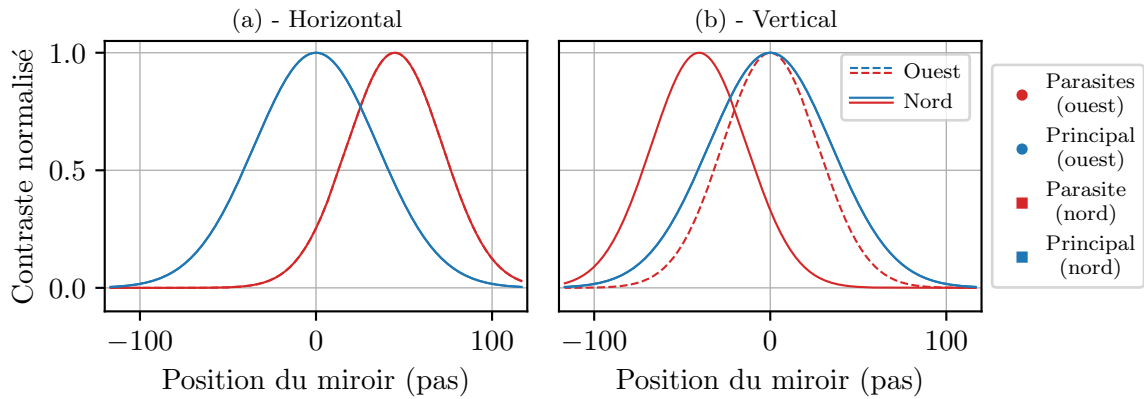 (a) - Horizontal
(b) - Vertical
Contraste normalisé
1.0
0.5
0.0
−100
0
100
−100
0
100
Position du miroir (pas)
Position du miroir (pas)
Ouest
Nord
Parasites
(ouest)
Principal
(ouest)
Parasite
(nord)
Principal
(nord)